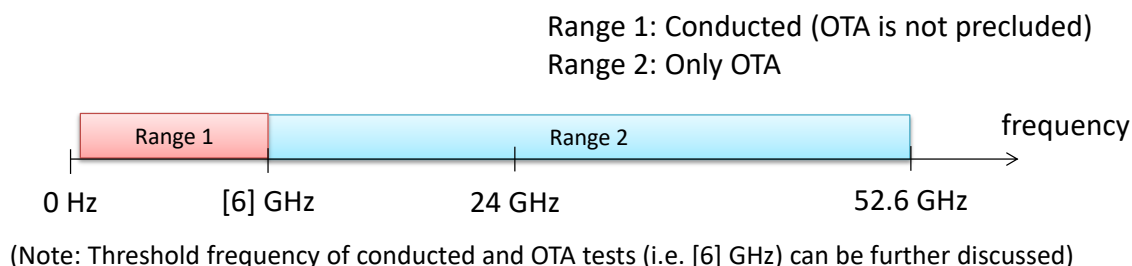 Range 1: Conducted (OTA is not precluded)
Range 2: Only OTA
frequency
Range 1 Range 2
0 Hz [6] GHz 24 GHz 52.6 GHz
(Note: Threshold frequency of conducted and OTA tests (i.e. [6] GHz) can be further discussed)